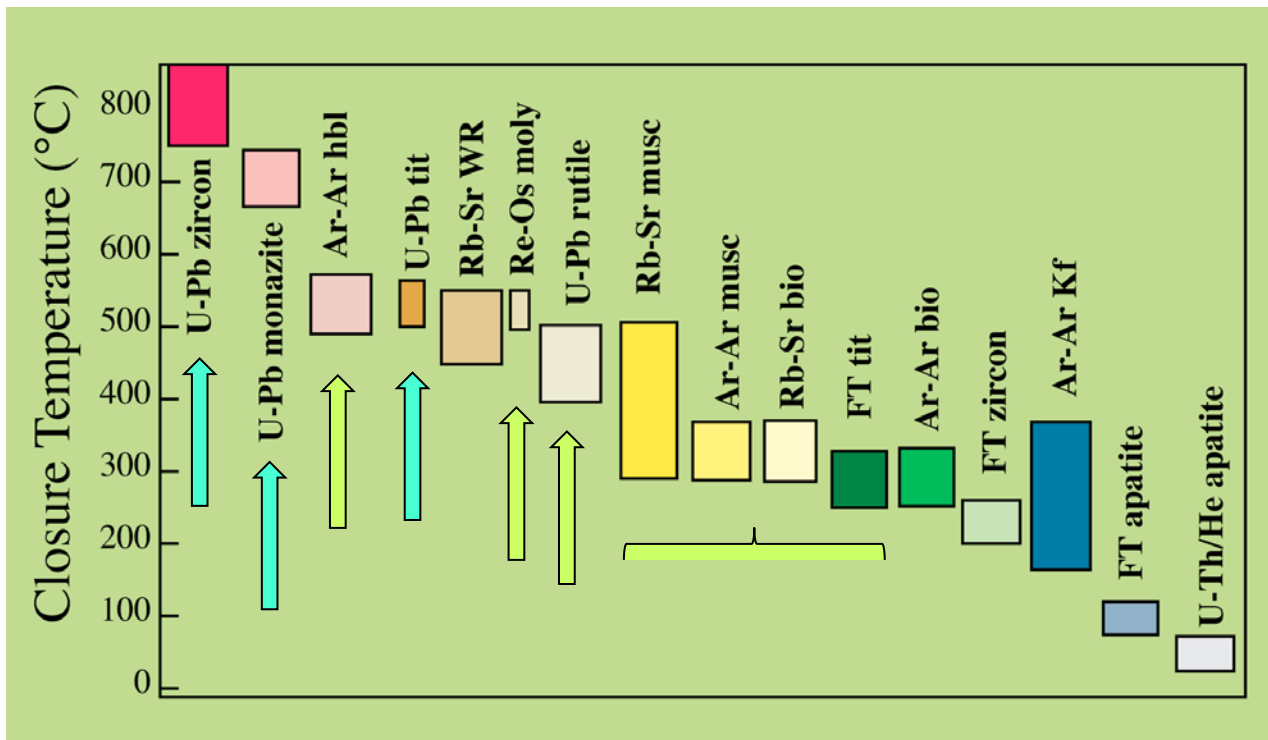 Closure Temperature (°C)
800
700
600
500
400
300
200
100
0
U-Pb zircon
U-Pb monazite
Ar-Ar hbl
U-Pb tit
Rb-Sr WR
Re-Os moly
U-Pb rutile
Rb-Sr musc
Ar-Ar musc
Rb-Sr bio
FT tit
Ar-Ar bio
FT zircon
Ar-Ar Kf
FT apatite
U-Th/He apatite